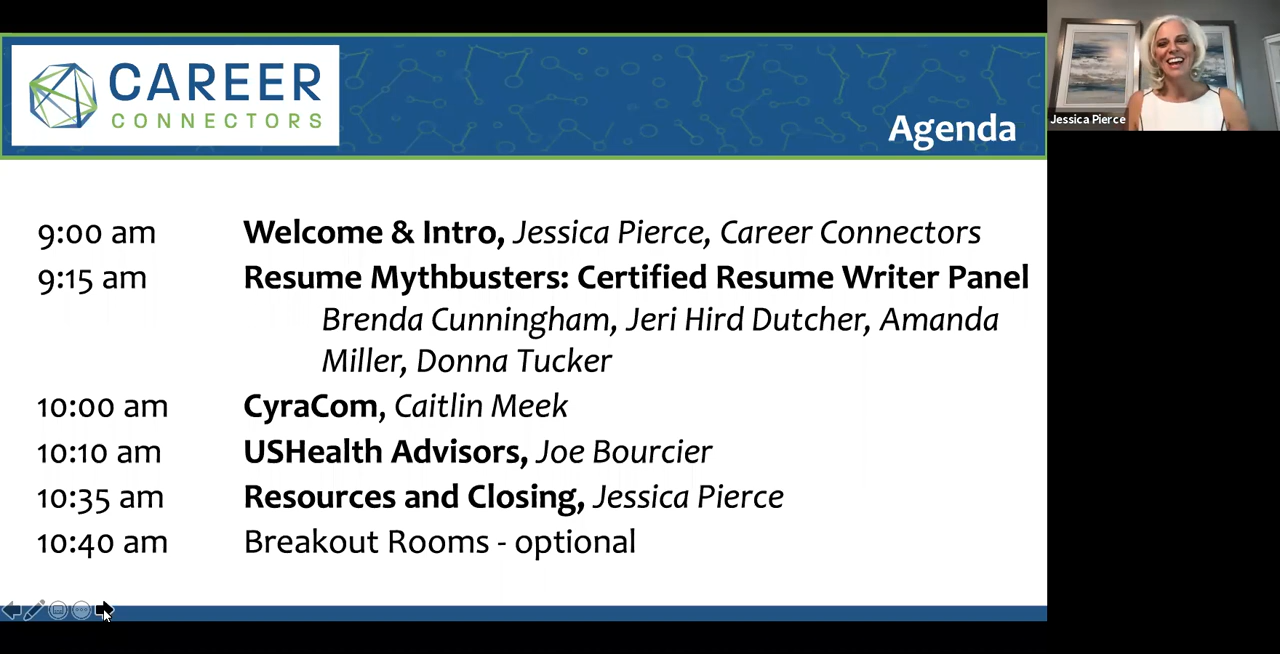 CAREER
CONNECTORS
Agenda
Jessica Pierce
9:00 am Welcome & Intro, Jessica Pierce, Career Connectors
9:15 am Resume Mythbusters: Certified Resume Writer Panel
Brenda Cunningham, Jeri Hird Dutcher, Amanda
Miller, Donna Tucker
10:00 am CyraCom, Caitlin Meek
10:10 am USHealth Advisors, Joe Bourcier
10:35 am Resources and Closing, Jessica Pierce
10:40 am Breakout Rooms - optional